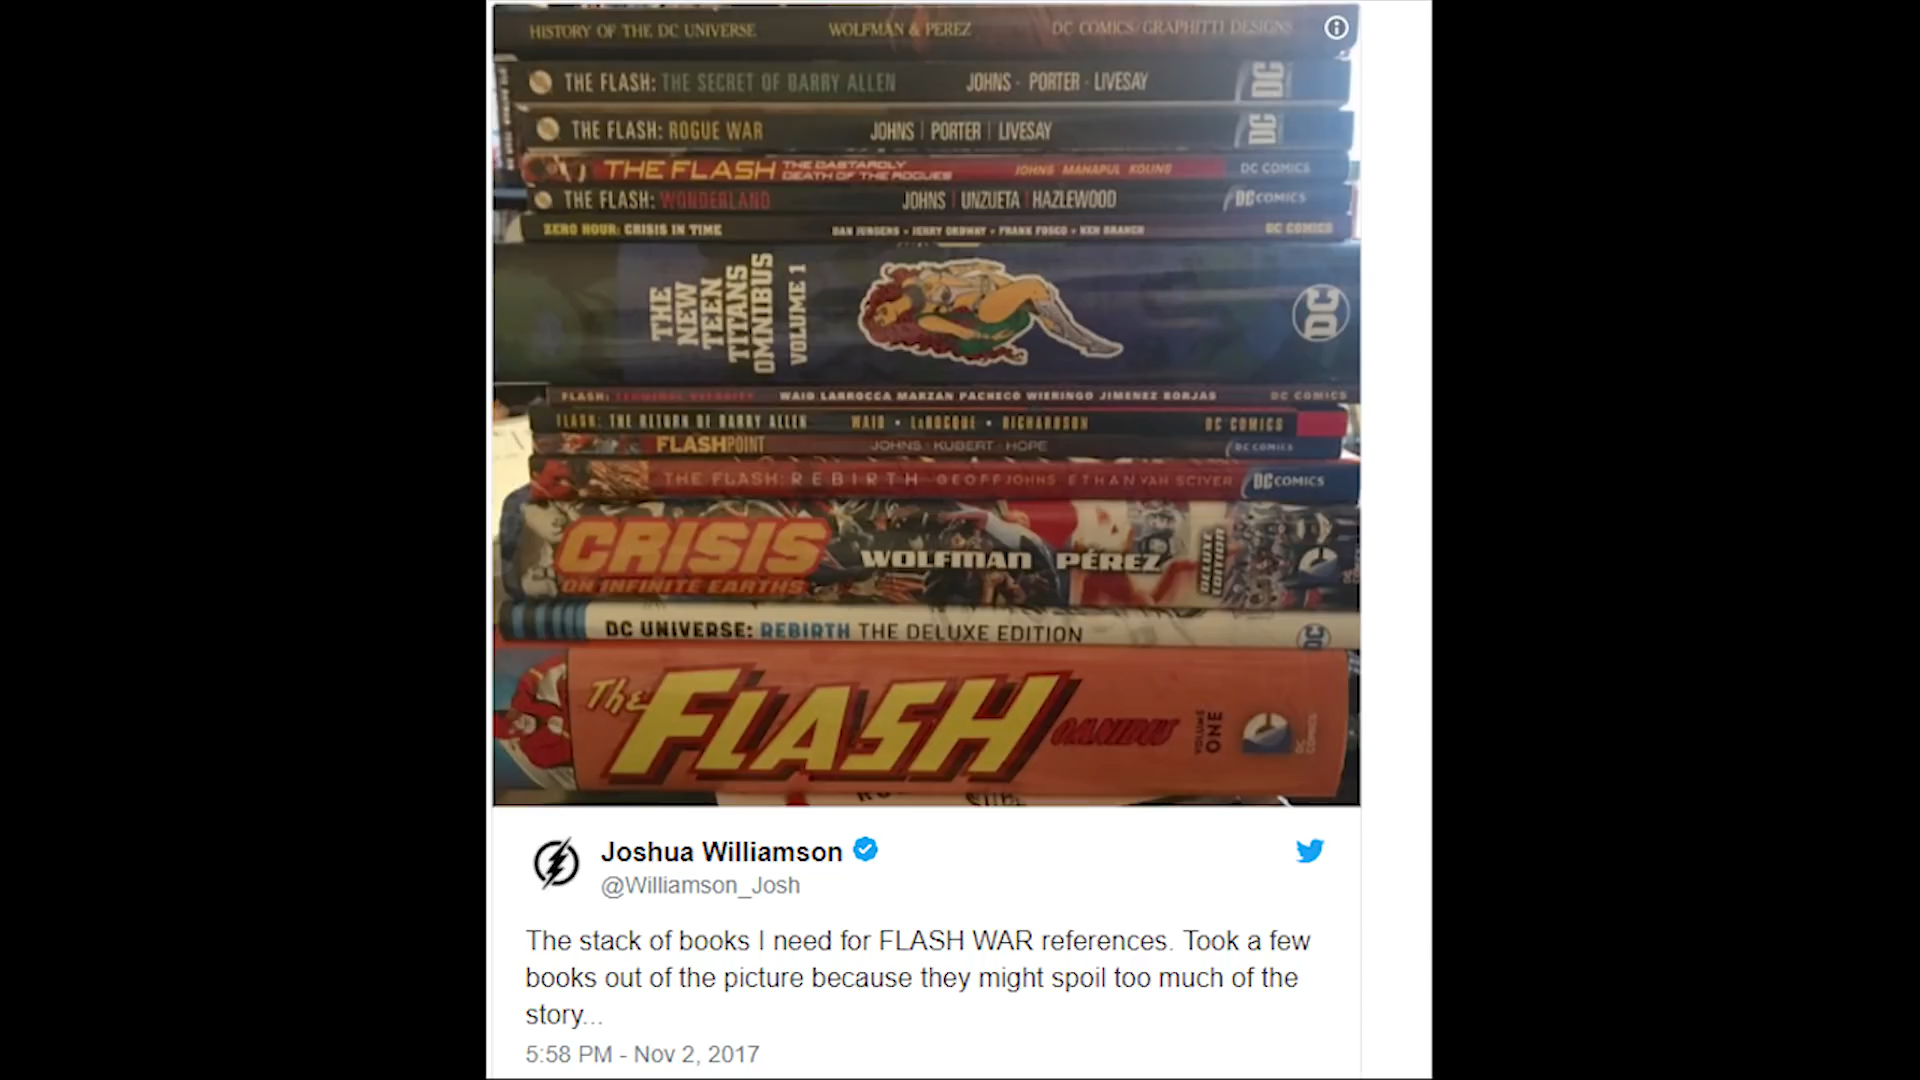 HISTORY OF THE DC UNIVERSE WOLFMAN & PEREZ DC COMICS/GRAPHITTI DESIGNS
THE FLASH: THE SECRET OF BARRY ALLEN JOHNS · PORTER · LIVESAY DC
THE FLASH: ROGUE WAR JOHNS | PORTER | LIVESAY DC
THE FLASH THE DASTARDLY DEATH OF THE ROGUES JOHNS MANAPUL KOLINS DC COMICS
THE FLASH: WONDERLAND JOHNS | UNZUETA | HAZLEWOOD DC COMICS
ZERO HOUR: CRISIS IN TIME DAN JURGENS • JERRY ORDWAY • FRANK FOSCO • KEN BRANCH DC COMICS
THE
NEW
TEEN
TITANS
OMNIBUS
VOLUME 1
DC
FLASH: TERMINAL VELOCITY WAID LARROCCA MARZAN PACHECO WIERINGO JIMENEZ BORJAS DC COMICS
FLASH: THE RETURN OF BARRY ALLEN WAID • LaROCQUE • RICHARDSON DC COMICS
FLASHPOINT JOHNS · KUBERT · HOPE DC COMICS
THE FLASH: REBIRTH GEOFF JOHNS ETHAN VAN SCIVER DC COMICS
CRISIS
ON INFINITE EARTHS
WOLFMAN PÉREZ
DELUXE
EDITION
DC UNIVERSE: REBIRTH THE DELUXE EDITION DC
The FLASH OMNIBUS
VOLUME
ONE
DC
COMICS
Joshua Williamson
@Williamson_Josh
The stack of books I need for FLASH WAR references. Took a few
books out of the picture because they might spoil too much of the
story...
5:58 PM - Nov 2, 2017